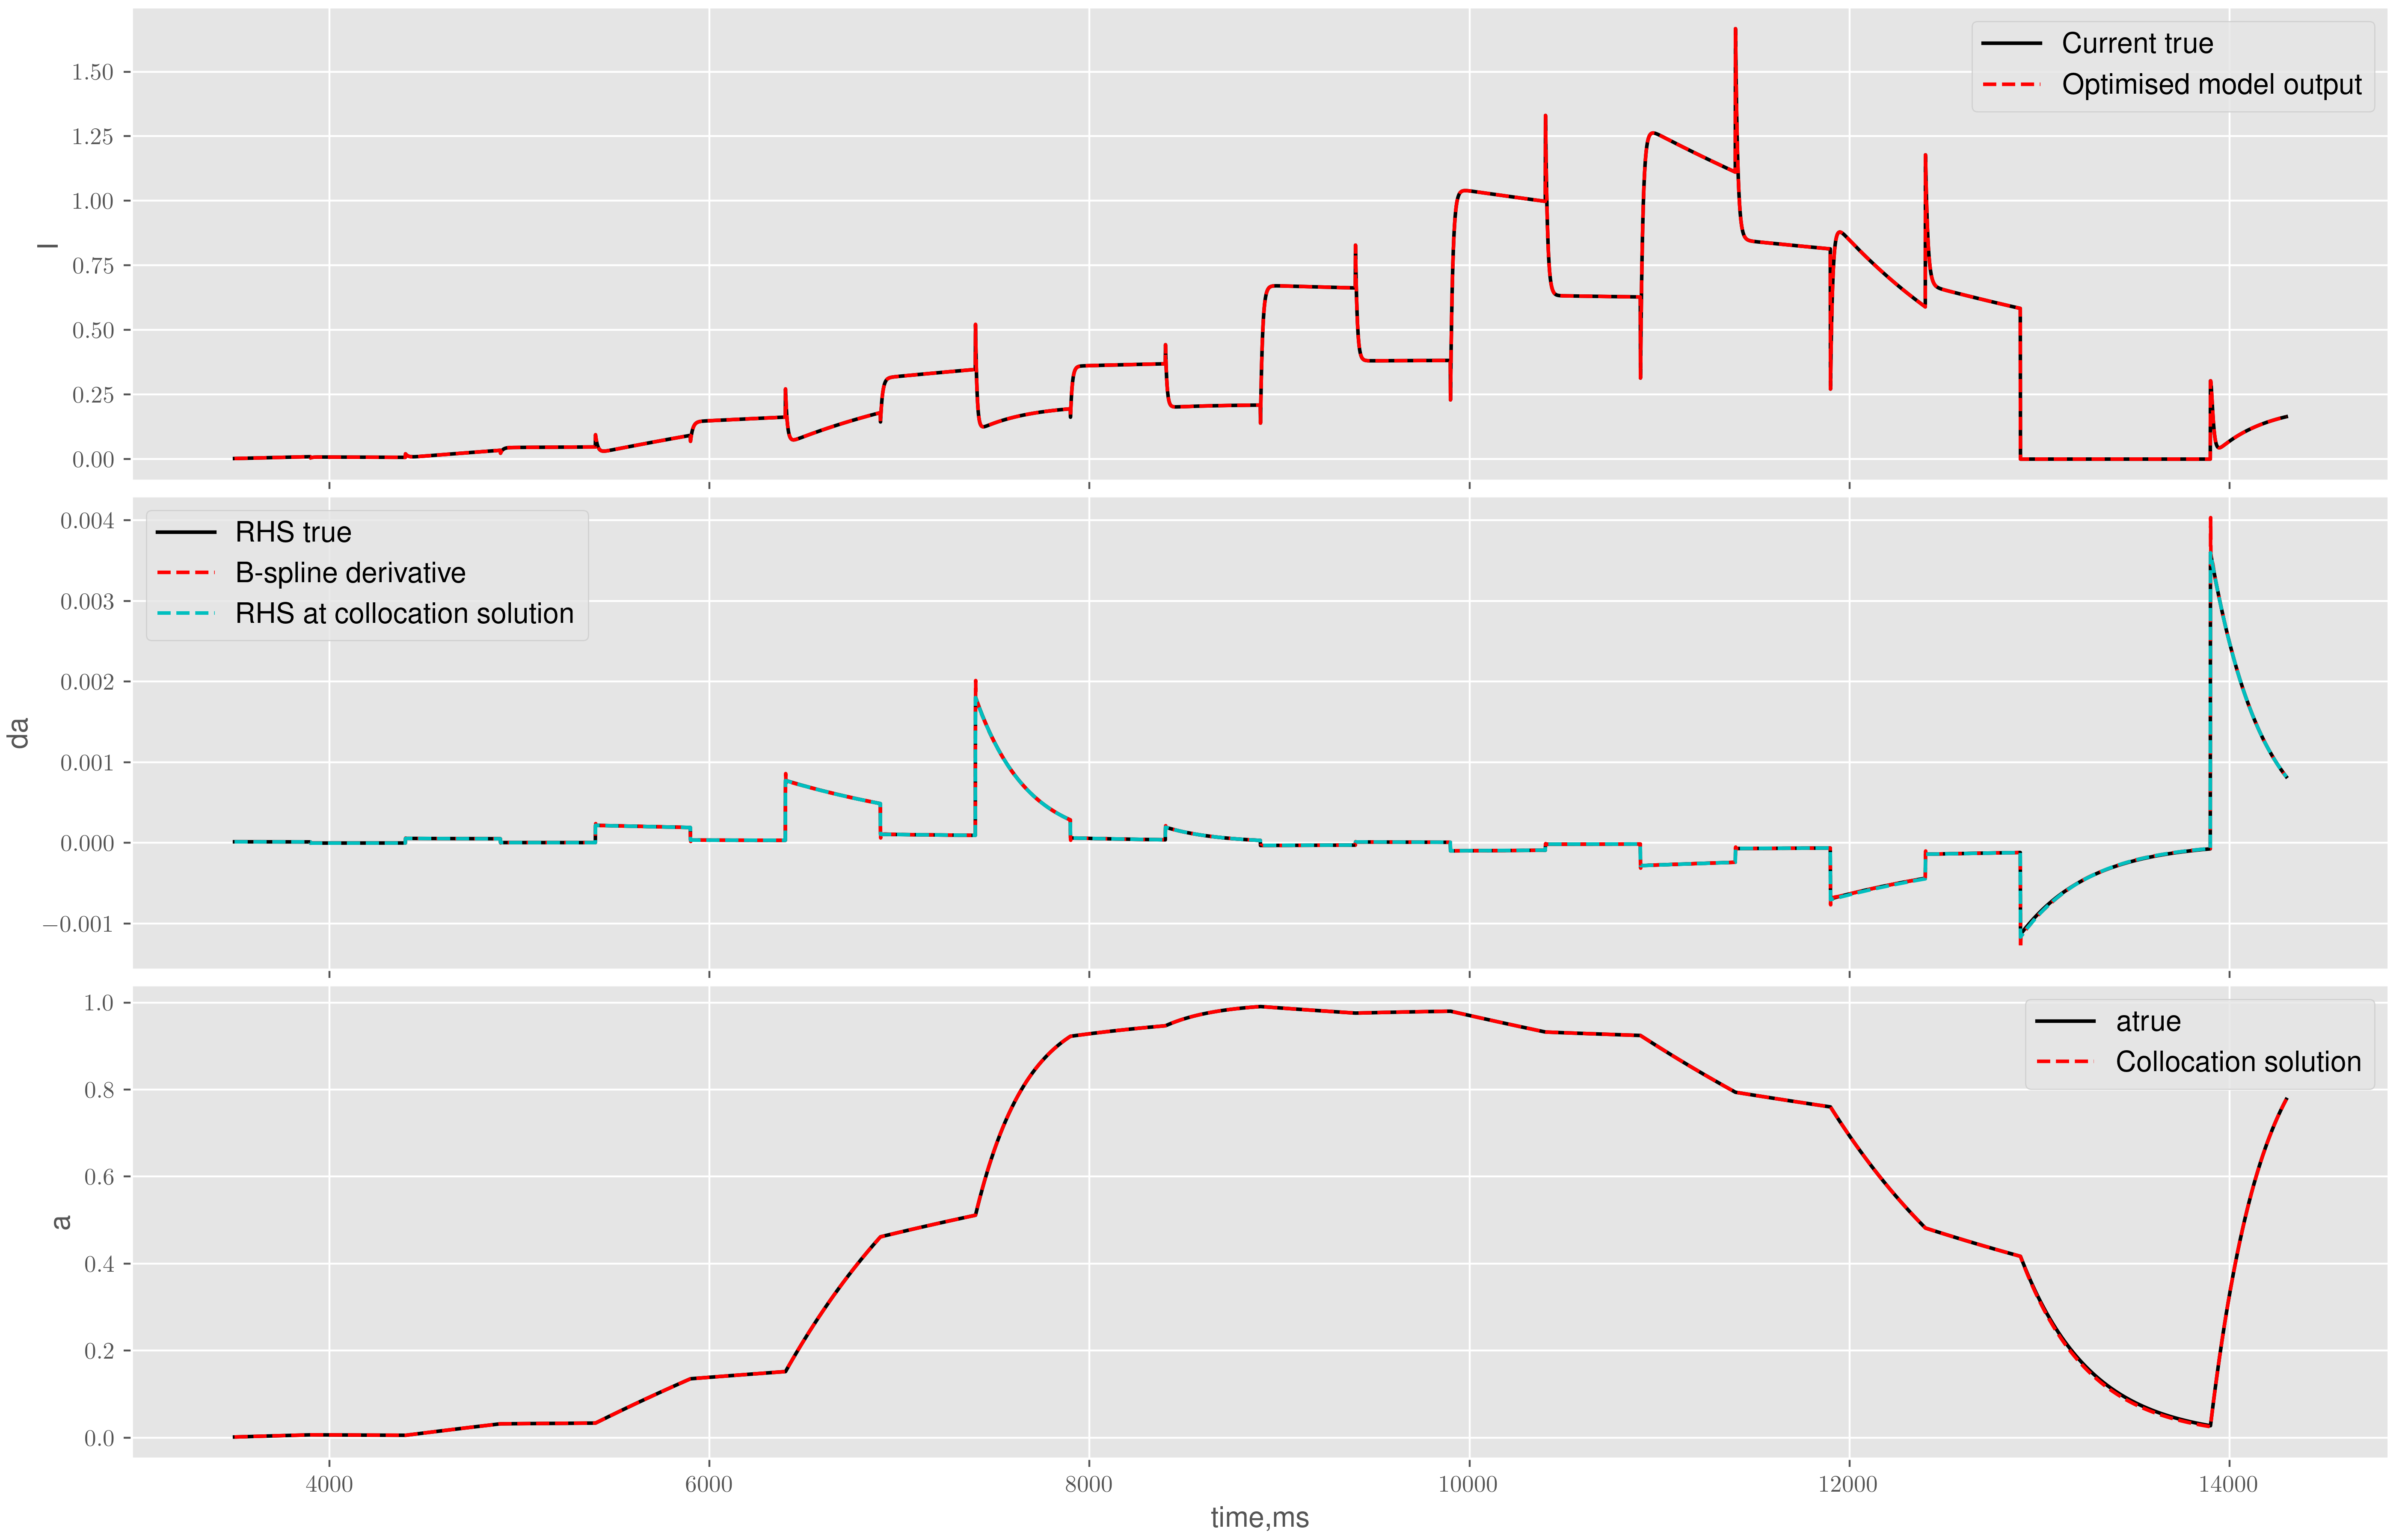 1.50
1.25
1.00
0.75
0.50
0.25
0.00
I
Current true
Optimised model output
0.004
0.003
0.002
0.001
0.000
−0.001
da
RHS true
B-spline derivative
RHS at collocation solution
1.0
0.8
0.6
0.4
0.2
0.0
a
atrue
Collocation solution
4000 6000 8000 10000 12000 14000
time,ms